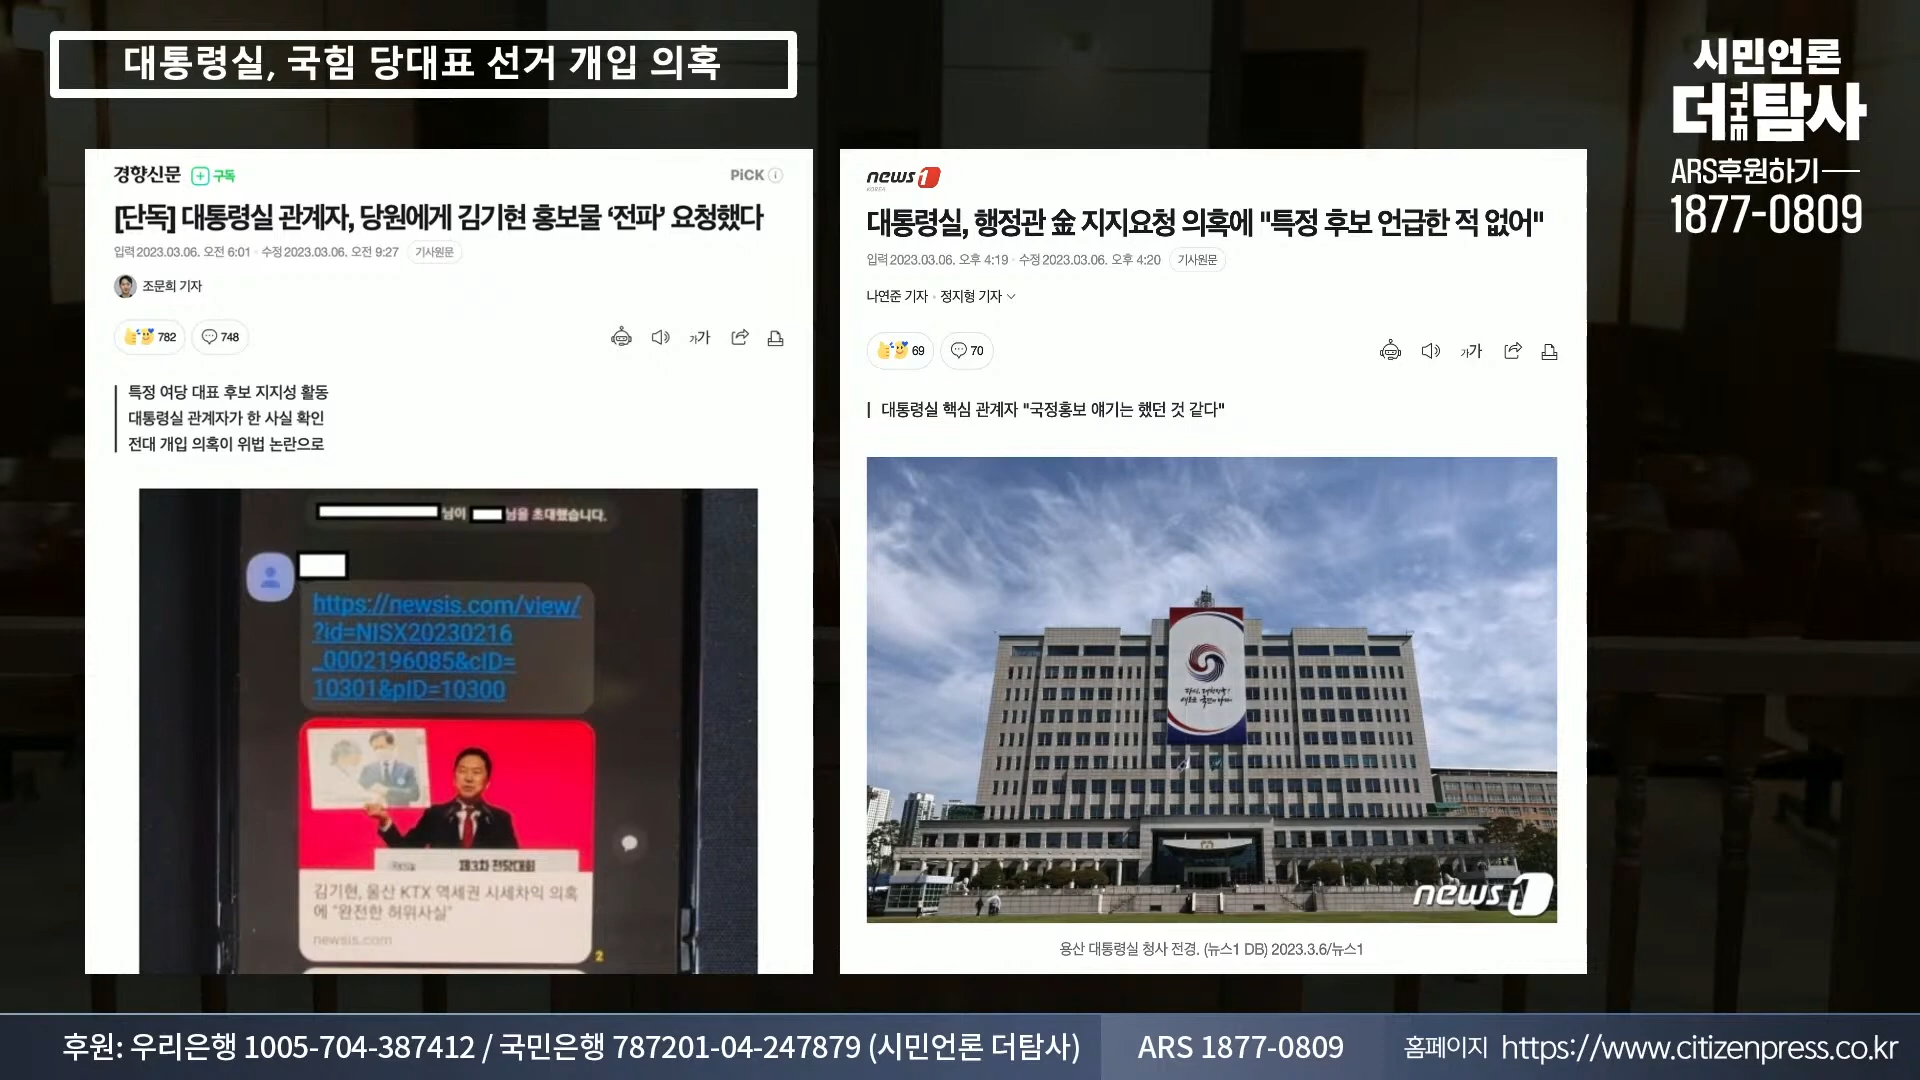 대통령실, 국힘 당대표 선거 개입 의혹
시민언론
더탐사
THE
ARS후원하기
1877-0809
경향신문 구독
PiCK
[단독] 대통령실 관계자, 당원에게 김기현 홍보물 ‘전파’ 요청했다
입력 2023.03.06. 오전 6:01 · 수정 2023.03.06. 오전 9:27 기사원문
조문희 기자
782 748
가가
특정 여당 대표 후보 지지성 활동
대통령실 관계자가 한 사실 확인
전대 개입 의혹이 위법 논란으로
님이 님을 초대했습니다.
https://newsis.com/view/
?id=NISX20230216
_0002196085&cID=
10301&pID=10300
제3차 전당대회
김기현, 울산 KTX 역세권 시세차익 의혹
에 "완전한 허위사실"
newsis.com
2
news1
KOREA
대통령실, 행정관 金 지지요청 의혹에 "특정 후보 언급한 적 없어"
입력 2023.03.06. 오후 4:19 · 수정 2023.03.06. 오후 4:20 기사원문
나연준 기자 · 정지형 기자
69 70
가가
대통령실 핵심 관계자 "국정홍보 얘기는 했던 것 같다"
news1
용산 대통령실 청사 전경. (뉴스1 DB) 2023.3.6/뉴스1
후원: 우리은행 1005-704-387412 / 국민은행 787201-04-247879 (시민언론 더탐사)
ARS 1877-0809
홈페이지 https://www.citizenpress.co.kr